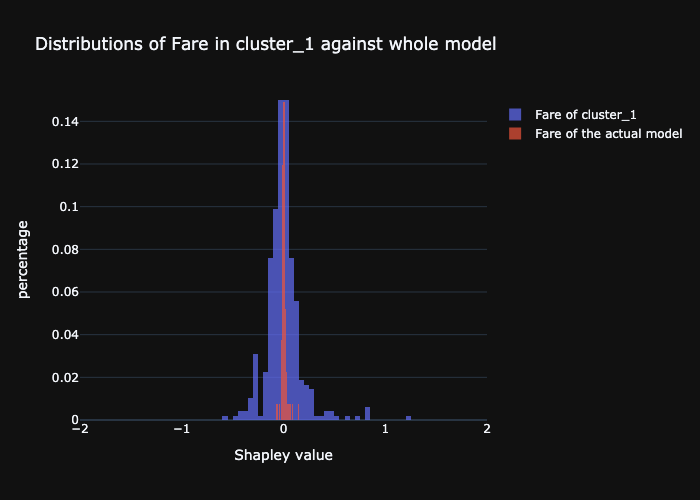 Distributions of Fare in cluster_1 against whole model
Fare of cluster_1
Fare of the actual model
percentage
0.14
0.12
0.1
0.08
0.06
0.04
0.02
0
−2
−1
0
1
2
Shapley value